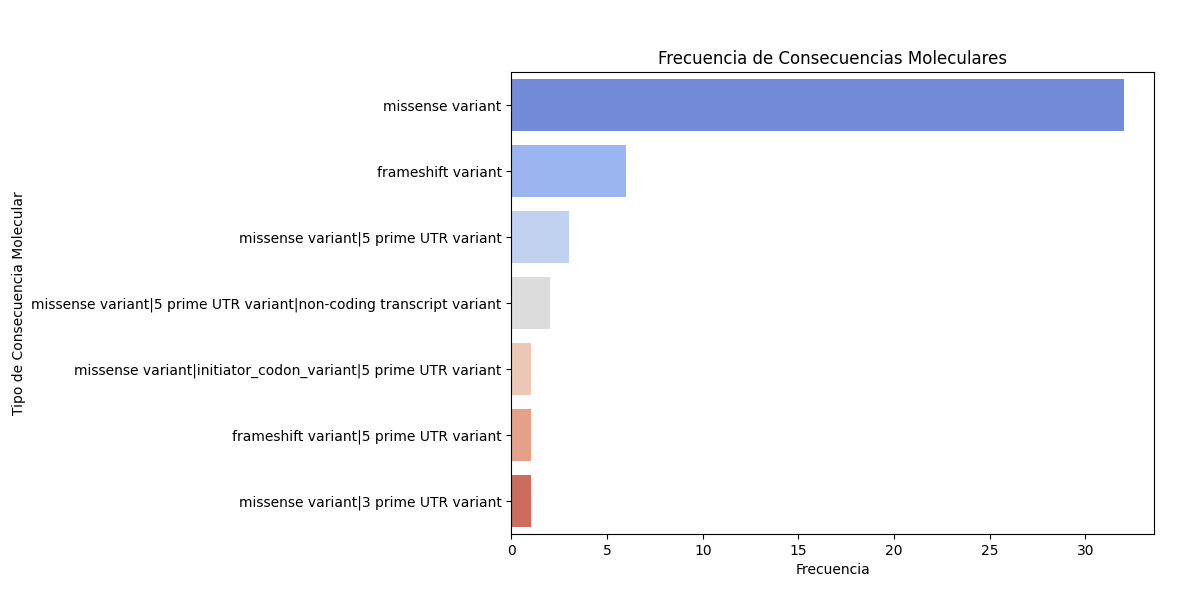 Frecuencia de Consecuencias Moleculares
Tipo de Consecuencia Molecular
missense variant
frameshift variant
missense variant|5 prime UTR variant
missense variant|5 prime UTR variant|non-coding transcript variant
missense variant|initiator_codon_variant|5 prime UTR variant
frameshift variant|5 prime UTR variant
missense variant|3 prime UTR variant
0 5 10 15 20 25 30
Frecuencia